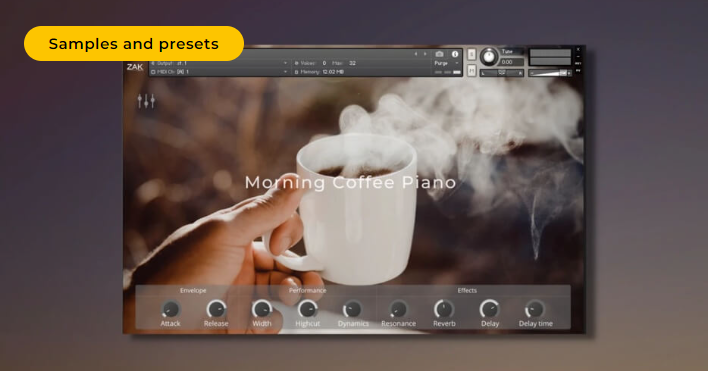 Samples and presets
ZAK
Output: st. 1
Voices: 0 Max: 32
Purge
MIDI Ch: [A] 1
Memory: 12.02 MB
S
M
Tune
0.00
Morning Coffee Piano
Envelope Performance Effects
Attack Release Width Highcut Dynamics Resonance Reverb Delay Delay time